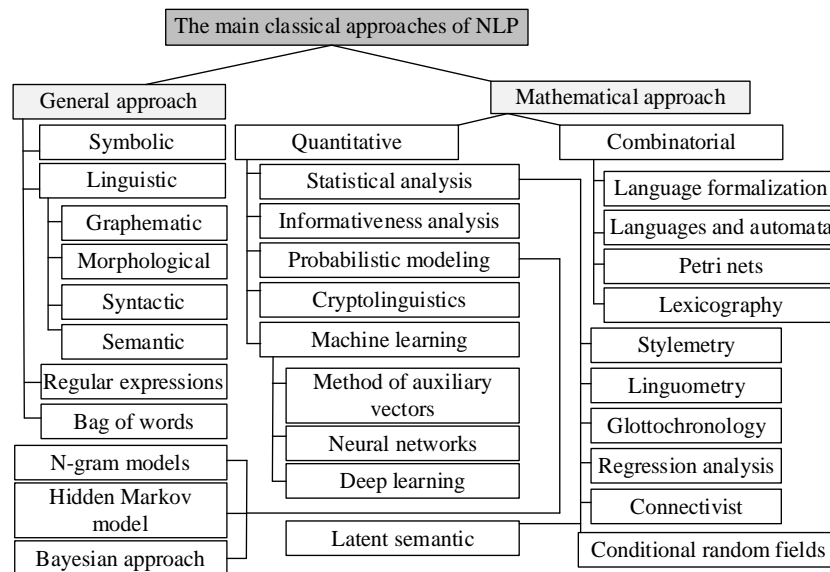 The main classical approaches of NLP
General approach
Mathematical approach
Symbolic
Linguistic
Graphematic
Morphological
Syntactic
Semantic
Regular expressions
Bag of words
N-gram models
Hidden Markov
model
Bayesian approach
Quantitative
Statistical analysis
Informativeness analysis
Probabilistic modeling
Cryptolinguistics
Machine learning
Method of auxiliary
vectors
Neural networks
Deep learning
Latent semantic
Combinatorial
Language formalization
Languages and automata
Petri nets
Lexicography
Stylemetry
Linguometry
Glottochronology
Regression analysis
Connectivist
Conditional random fields